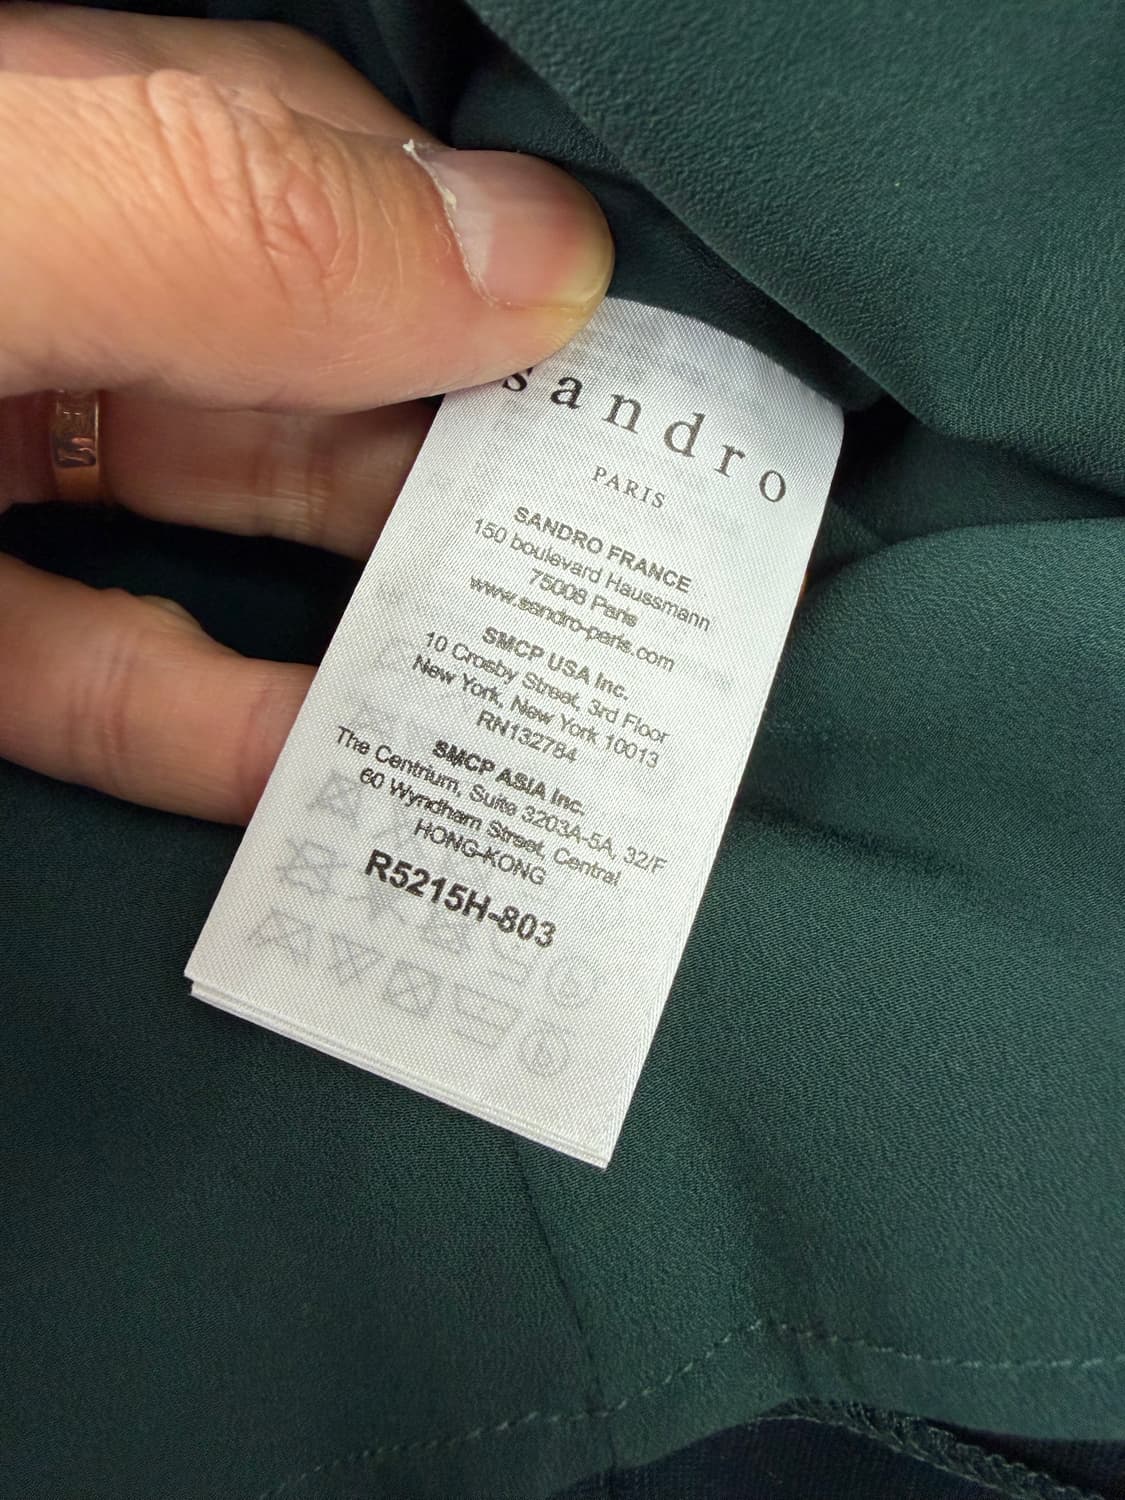 sandro
PARIS
SANDRO FRANCE
150 boulevard Haussmann
75008 Paris
www.sandro-paris.com
SMCP USA Inc.
10 Crosby Street, 3rd Floor
New York, New York 10013
RN132784
SMCP ASIA Inc.
The Centrium, Suite 3203A-5A, 32/F
60 Wyndham Street, Central
HONG-KONG
R5215H-803